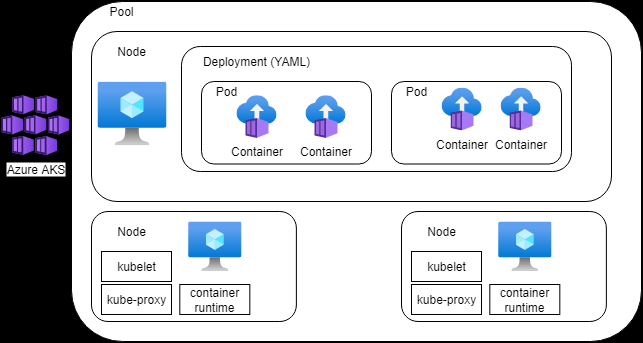 Pool
Node
Deployment (YAML)
Pod
Pod
Container
Container
Container
Container
Azure AKS
Node
kubelet
kube-proxy
container
runtime
Node
kubelet
kube-proxy
container
runtime